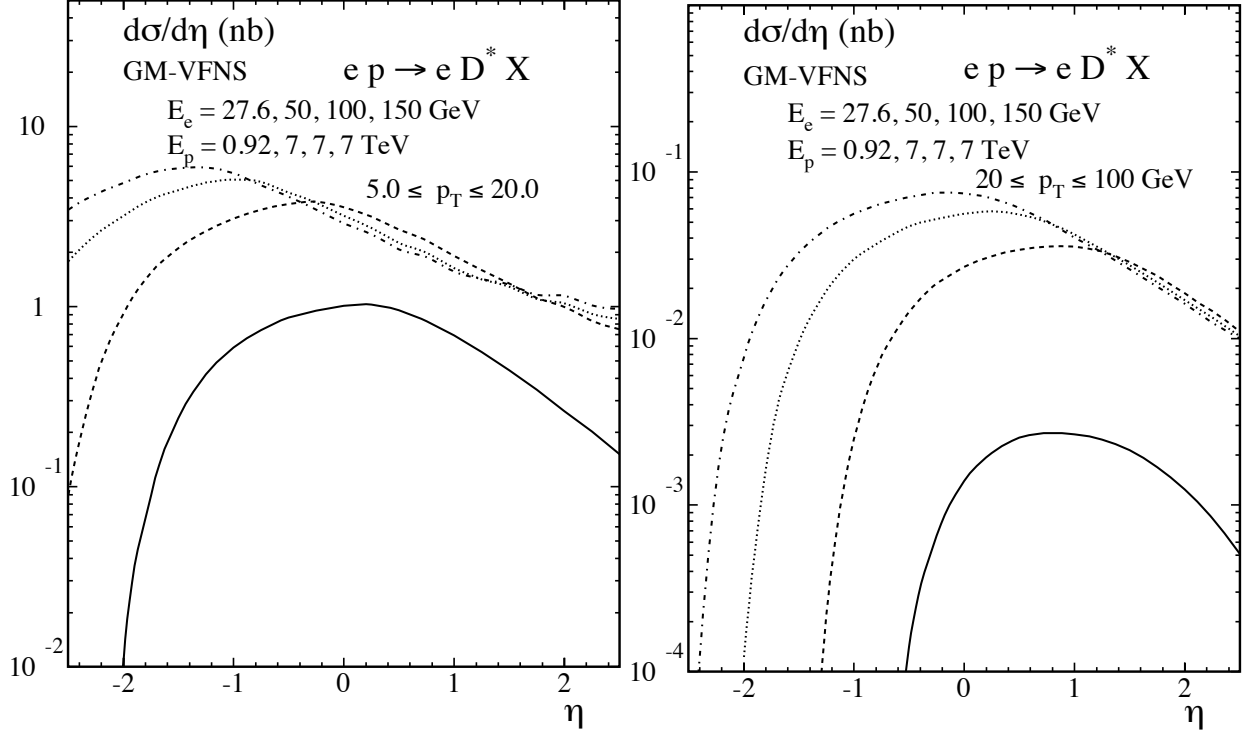 dσ/dη (nb)
GM-VFNS
e p → e D* X
E_e = 27.6, 50, 100, 150 GeV
E_p = 0.92, 7, 7, 7 TeV
5.0 ≤ p_T ≤ 20.0
10
1
10^-1
10^-2
-2 -1 0 1 2
η
dσ/dη (nb)
GM-VFNS
e p → e D* X
E_e = 27.6, 50, 100, 150 GeV
E_p = 0.92, 7, 7, 7 TeV
20 ≤ p_T ≤ 100 GeV
10^-1
10^-2
10^-3
10^-4
-2 -1 0 1 2
η